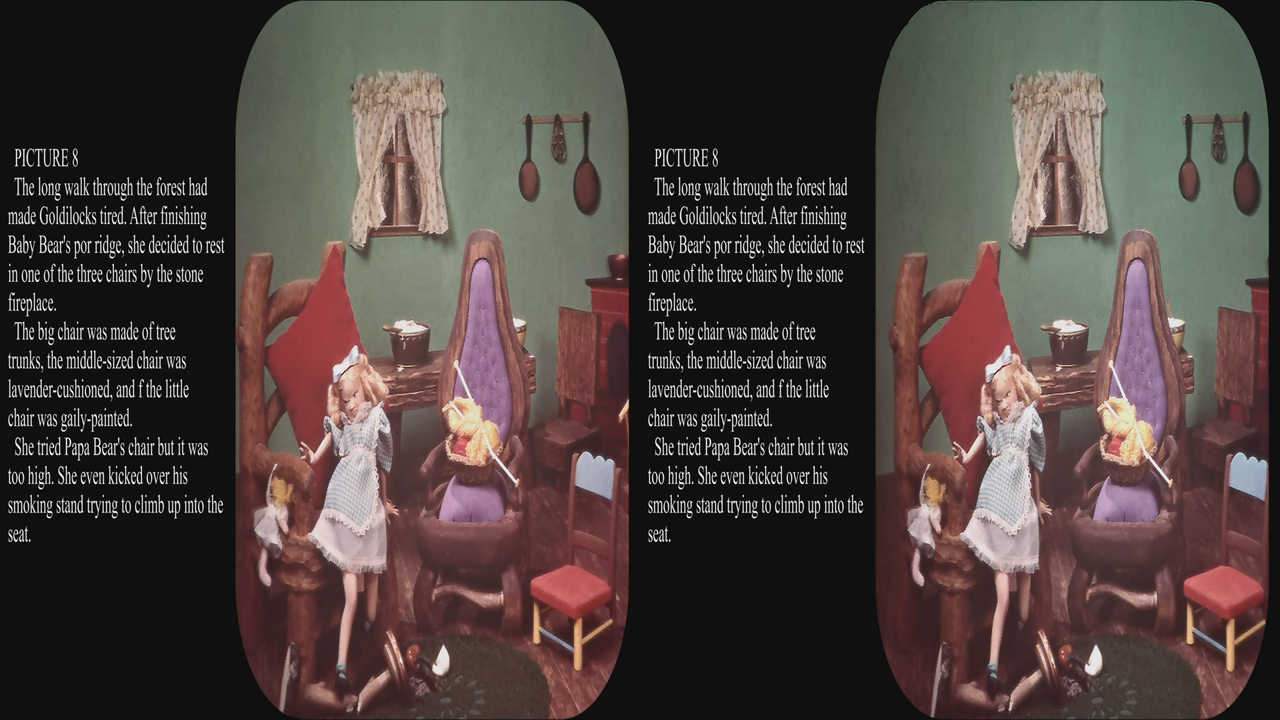 PICTURE 8
The long walk through the forest had
made Goldilocks tired. After finishing
Baby Bear's por ridge, she decided to rest
in one of the three chairs by the stone
fireplace.
The big chair was made of tree
trunks, the middle-sized chair was
lavender-cushioned, and f the little
chair was gaily-painted.
She tried Papa Bear's chair but it was
too high. She even kicked over his
smoking stand trying to climb up into the
seat.
PICTURE 8
The long walk through the forest had
made Goldilocks tired. After finishing
Baby Bear's por ridge, she decided to rest
in one of the three chairs by the stone
fireplace.
The big chair was made of tree
trunks, the middle-sized chair was
lavender-cushioned, and f the little
chair was gaily-painted.
She tried Papa Bear's chair but it was
too high. She even kicked over his
smoking stand trying to climb up into the
seat.